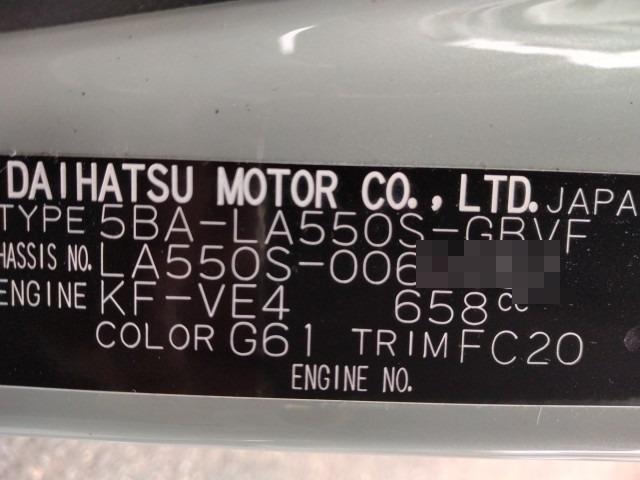 DAIHATSU MOTOR CO., LTD. JAPA
TYPE 5BA-LA550S-GBVF
HASSIS NO. LA550S-006
ENGINE KF-VE4 658cc
COLOR G61 TRIM FC20
ENGINE NO.